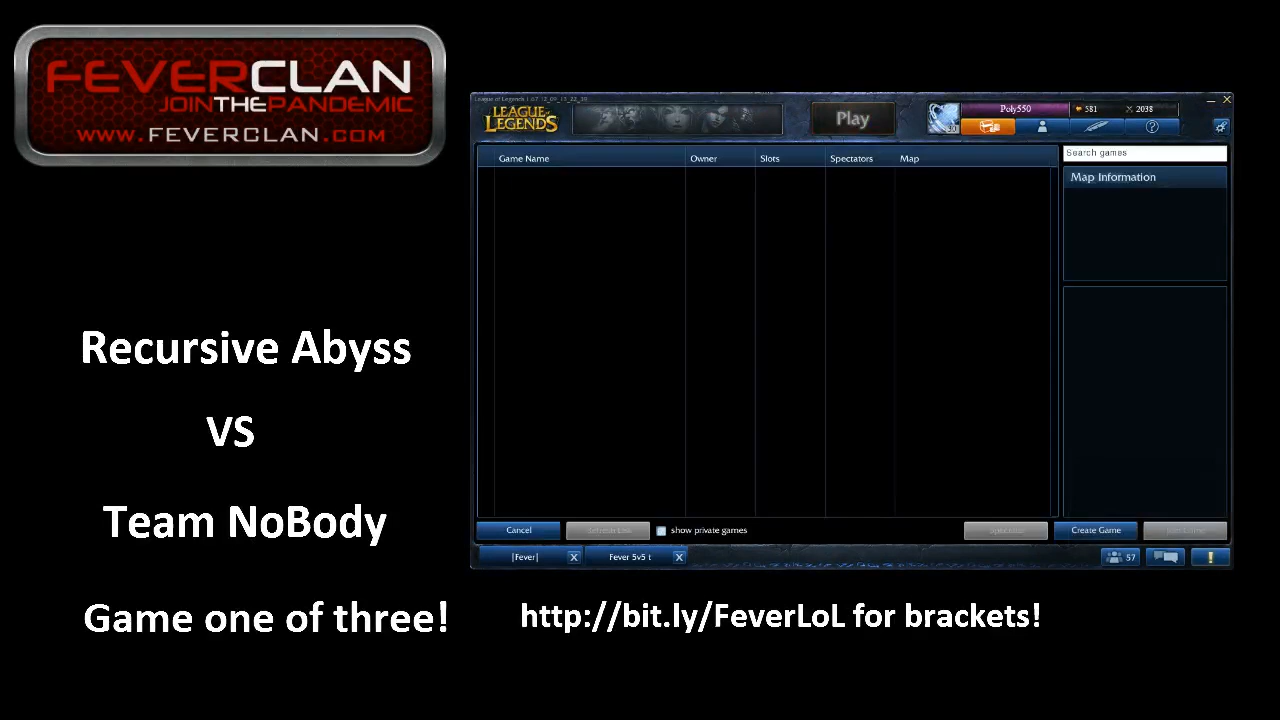 FEVERCLAN
JOINTHEPANDEMIC
WWW.FEVERCLAN.COM
Recursive Abyss
VS
Team NoBody
Game one of three!
LEAGUE OF
LEGENDS
Play
Poly550
581
2038
Game Name
Owner
Slots
Spectators
Map
Search games
Map Information
Cancel
show private games
Create Game
[Fever]
X
Fever 5v5 t
X
57
http://bit.ly/FeverLoL for brackets!